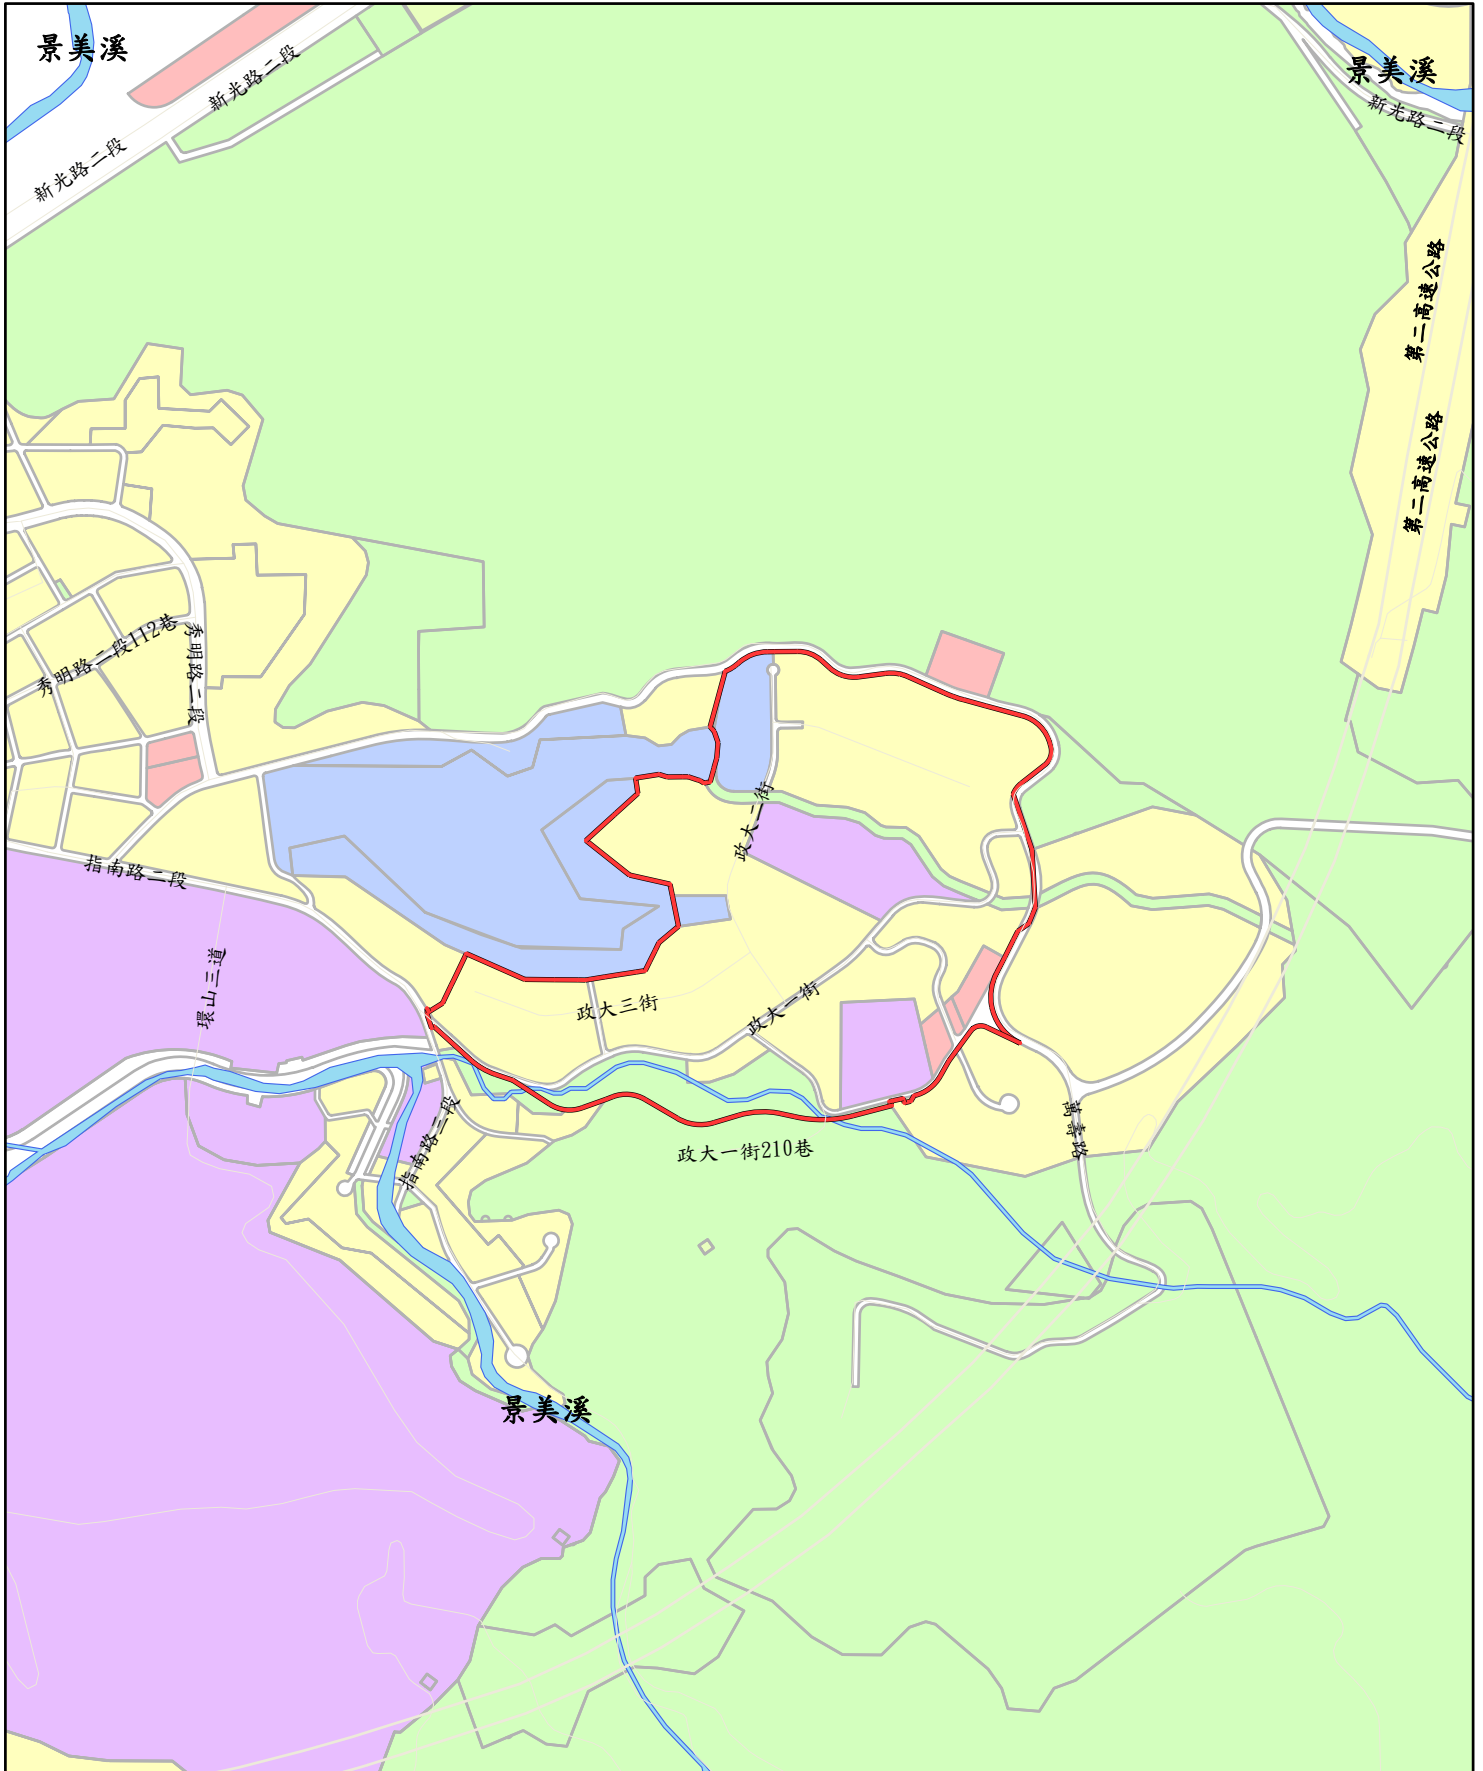 景美溪
新光路二段
景美溪
新光路二段
新光路二段
第二高速公路
第二高速公路
秀明路二段112巷
秀明路二段
政大二街
指南路二段
環山三道
政大三街
政大一街
指南路三段
政大一街210巷
萬壽路
景美溪